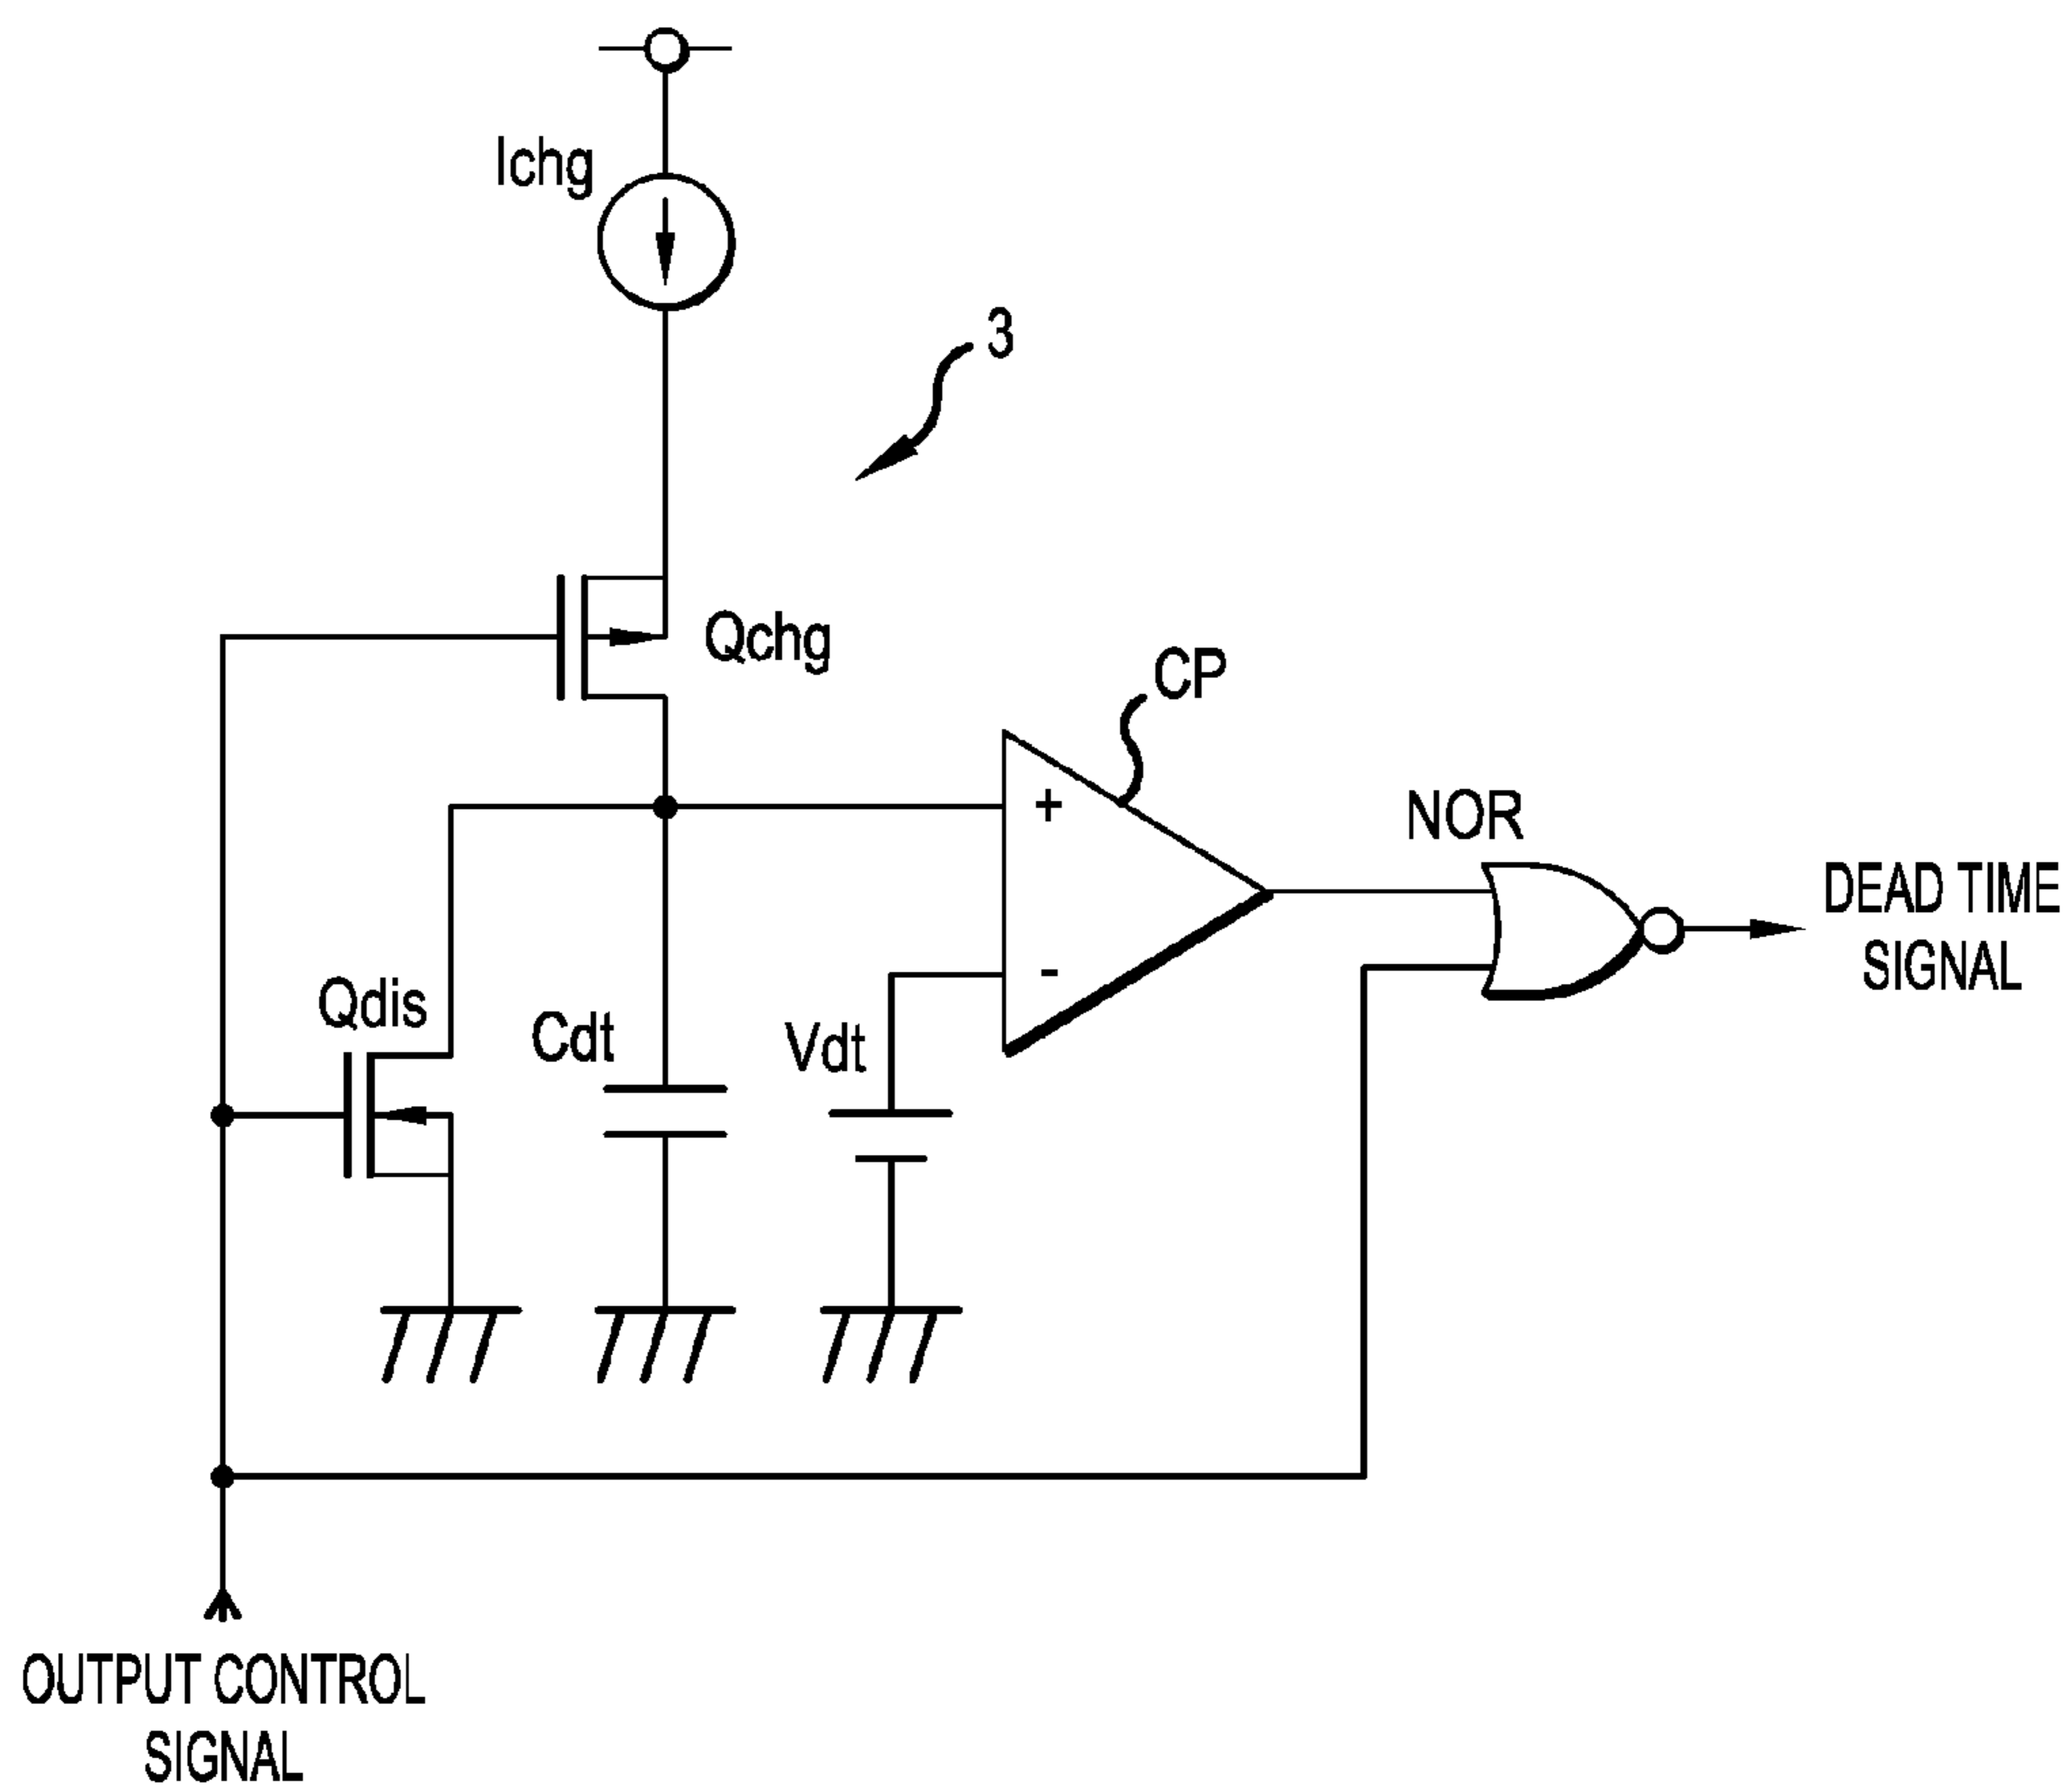 Ichg
3
Qchg
CP
+
NOR
DEAD TIME
SIGNAL
-
Qdis
Cdt
Vdt
OUTPUT CONTROL
SIGNAL